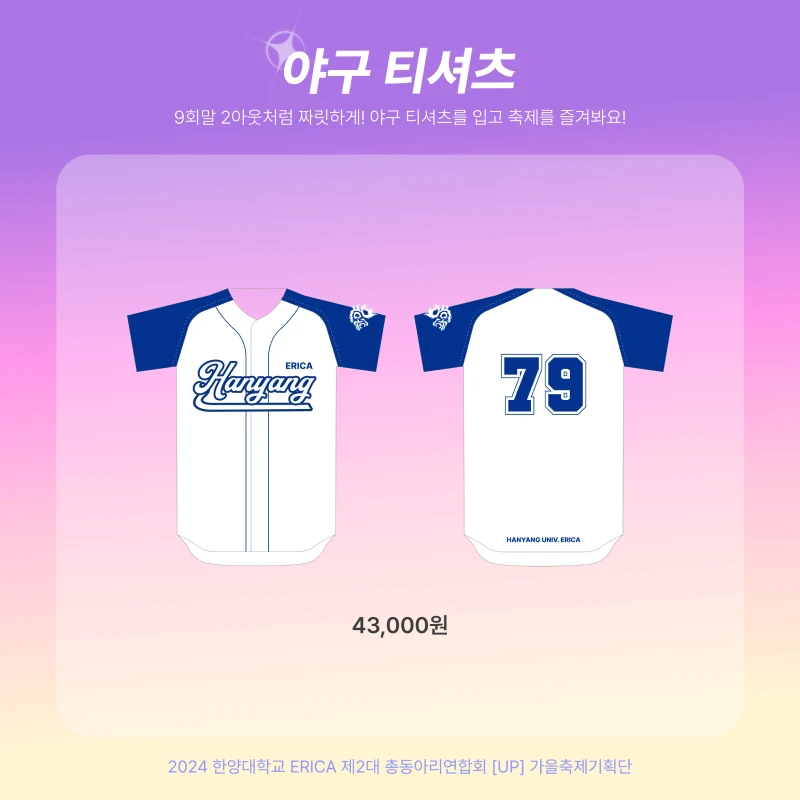 야구 티셔츠
9회말 2아웃처럼 짜릿하게! 야구 티셔츠를 입고 축제를 즐겨봐요!
ERICA
Hanyang
79
HANYANG UNIV. ERICA
43,000원
2024 한양대학교 ERICA 제2대 총동아리연합회 [UP] 가을축제기획단